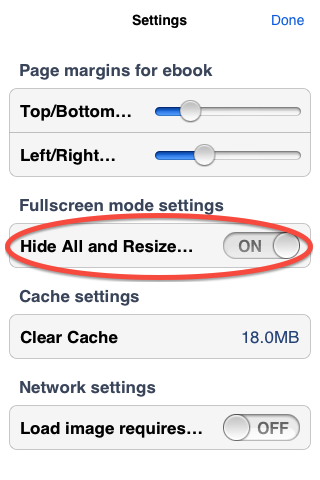 Settings Done
Page margins for ebook
Top/Bottom...
Left/Right...
Fullscreen mode settings
Hide All and Resize... ON
Cache settings
Clear Cache 18.0MB
Network settings
Load image requires... OFF